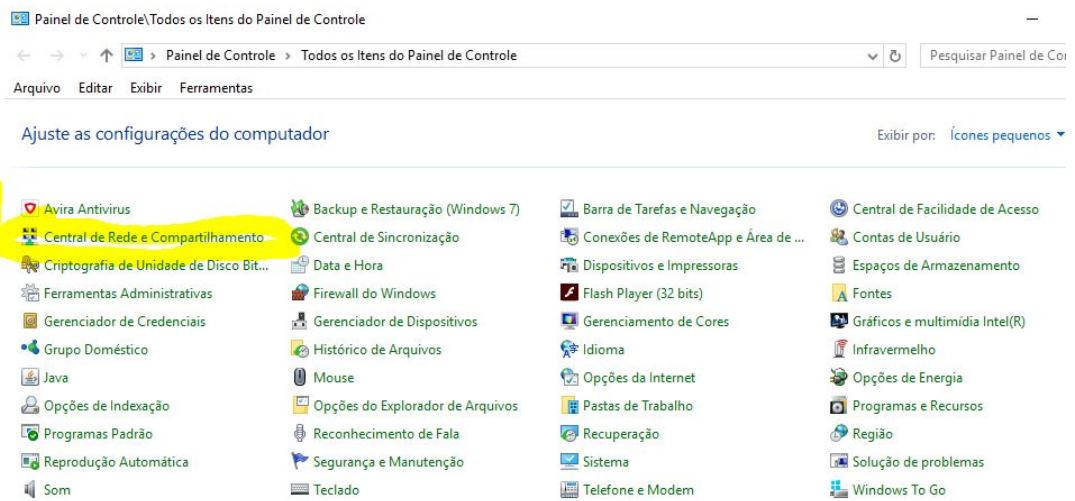 Painel de Controle\Todos os Itens do Painel de Controle
Painel de Controle > Todos os Itens do Painel de Controle
Pesquisar Painel de Co
Arquivo Editar Exibir Ferramentas
Ajuste as configurações do computador
Exibir por: Ícones pequenos
Avira Antivirus Backup e Restauração (Windows 7) Barra de Tarefas e Navegação Central de Facilidade de Acesso
Central de Rede e Compartilhamento Central de Sincronização Conexões de RemoteApp e Área de ... Contas de Usuário
Criptografia de Unidade de Disco Bit... Data e Hora Dispositivos e Impressoras Espaços de Armazenamento
Ferramentas Administrativas Firewall do Windows Flash Player (32 bits) Fontes
Gerenciador de Credenciais Gerenciador de Dispositivos Gerenciamento de Cores Gráficos e multimídia Intel(R)
Grupo Doméstico Histórico de Arquivos Idioma Infravermelho
Java Mouse Opções da Internet Opções de Energia
Opções de Indexação Opções do Explorador de Arquivos Pastas de Trabalho Programas e Recursos
Programas Padrão Reconhecimento de Fala Recuperação Região
Reprodução Automática Segurança e Manutenção Sistema Solução de problemas
Som Teclado Telefone e Modem Windows To Go